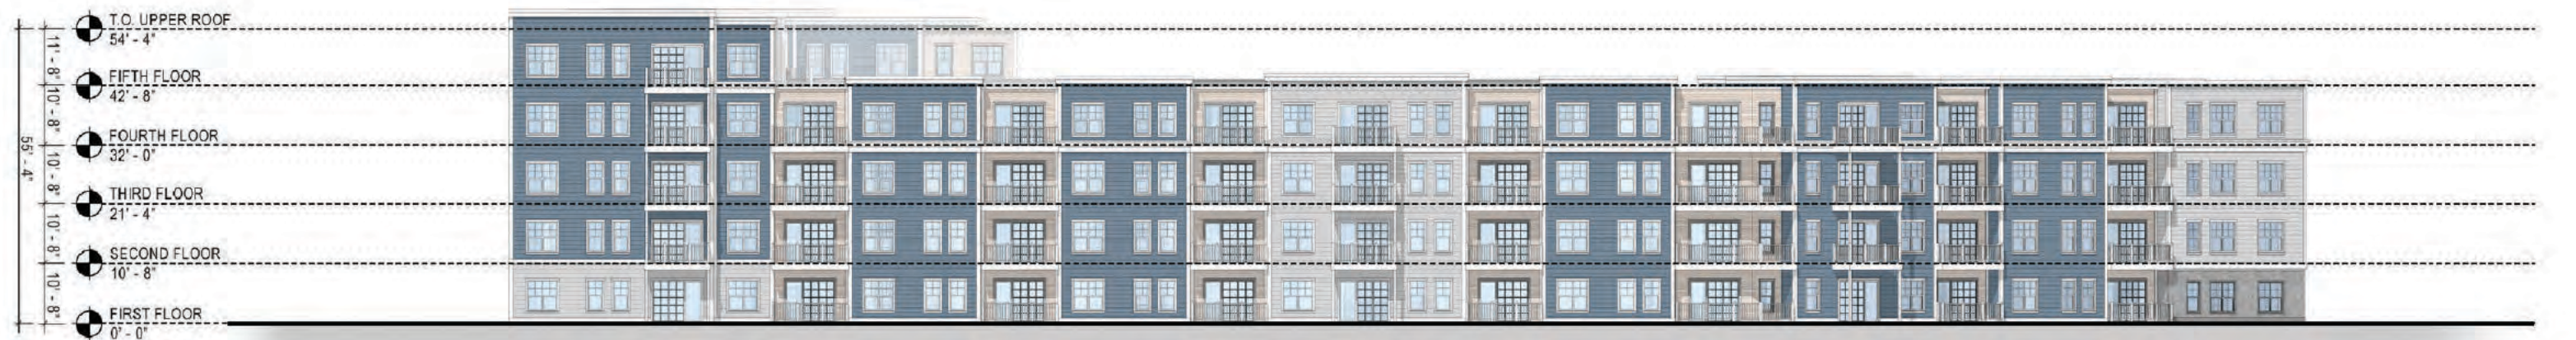 T.O. UPPER ROOF
54' - 4"
11' - 8"
FIFTH FLOOR
42' - 8"
10' - 8"
FOURTH FLOOR
32' - 0"
55' - 4"
10' - 8"
THIRD FLOOR
21' - 4"
10' - 8"
SECOND FLOOR
10' - 8"
10' - 8"
FIRST FLOOR
0' - 0"